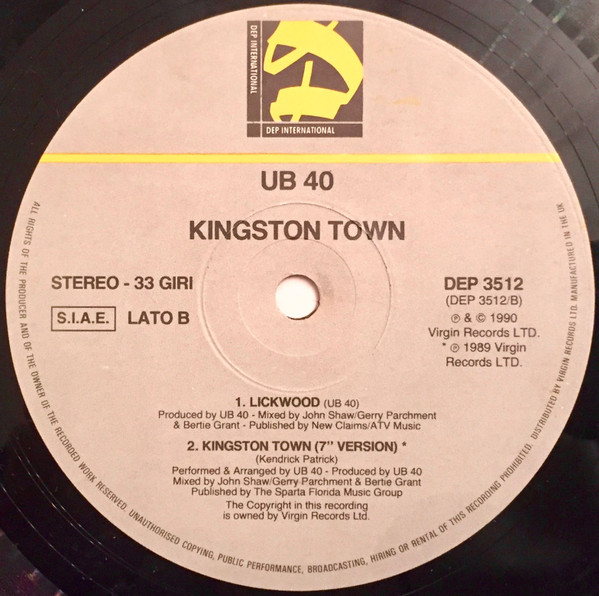 DEP INTERNATIONAL
DEP INTERNATIONAL
UB 40
KINGSTON TOWN
STEREO - 33 GIRI
S.I.A.E. LATO B
DEP 3512
(DEP 3512/B)
℗ & © 1990
Virgin Records LTD.
* ℗ 1989 Virgin
Records LTD.
1. LICKWOOD (UB 40)
Produced by UB 40 - Mixed by John Shaw/Gerry Parchment
& Bertie Grant - Published by New Claims/ATV Music
2. KINGSTON TOWN (7'' VERSION) *
(Kendrick Patrick)
Performed & Arranged by UB 40 - Produced by UB 40
Mixed by John Shaw/Gerry Parchment & Bertie Grant
Published by The Sparta Florida Music Group
The Copyright in this recording
is owned by Virgin Records Ltd.
ALL RIGHTS OF THE PRODUCER AND OF THE OWNER OF THE RECORDED WORK RESERVED. UNAUTHORISED COPYING, PUBLIC PERFORMANCE, BROADCASTING, HIRING OR RENTAL OF THIS RECORDING PROHIBITED. DISTRIBUTED BY VIRGIN RECORDS LTD. MANUFACTURED IN THE UK